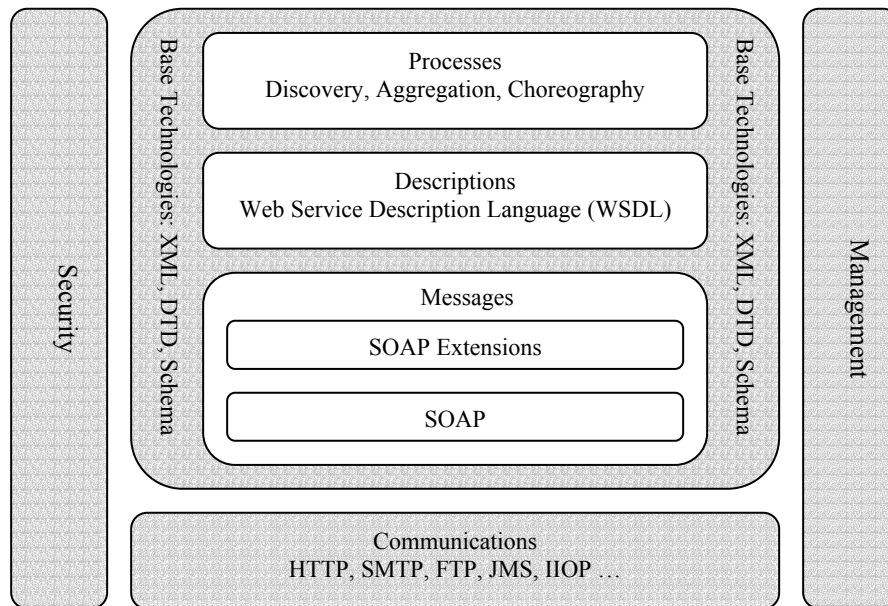 Security
Base Technologies: XML, DTD, Schema
Processes
Discovery, Aggregation, Choreography
Descriptions
Web Service Description Language (WSDL)
Messages
SOAP Extensions
SOAP
Base Technologies: XML, DTD, Schema
Management
Communications
HTTP, SMTP, FTP, JMS, IIOP …